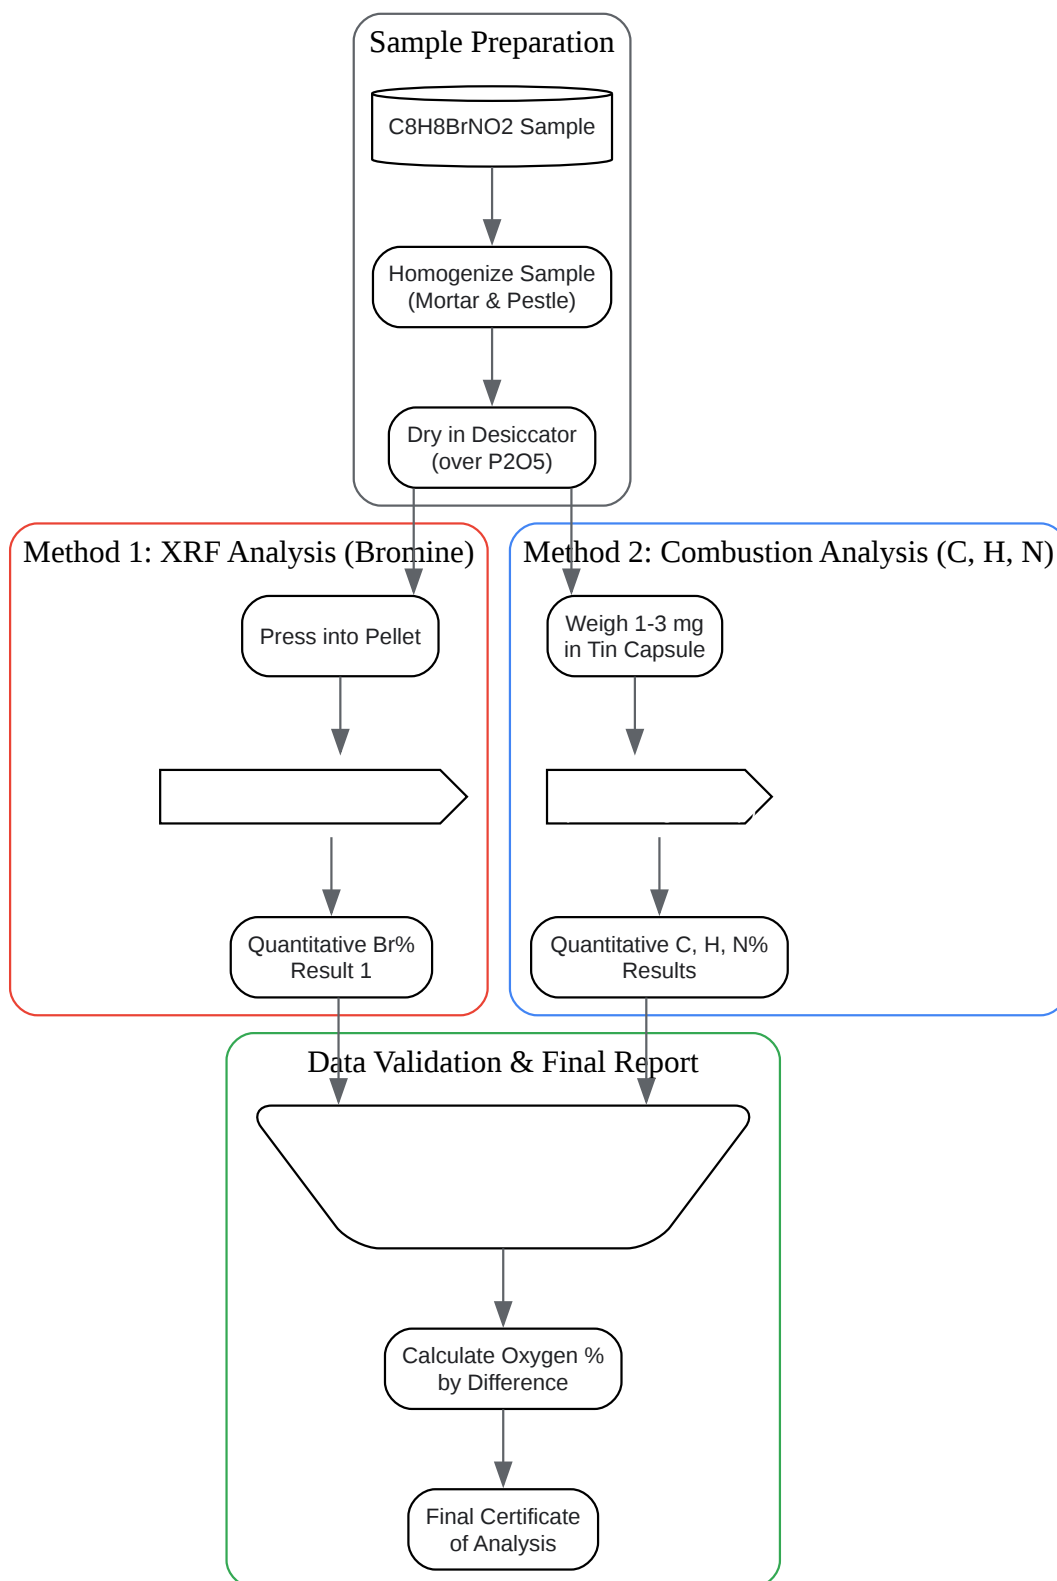 Sample Preparation
C8H8BrNO2 Sample
Homogenize Sample
(Mortar & Pestle)
Dry in Desiccator
(over P2O5)
Method 1: XRF Analysis (Bromine)
Method 2: Combustion Analysis (C, H, N)
Press into Pellet
Weigh 1-3 mg
in Tin Capsule
Quantitative Br%
Result 1
Quantitative C, H, N%
Results
Data Validation & Final Report
Calculate Oxygen %
by Difference
Final Certificate
of Analysis